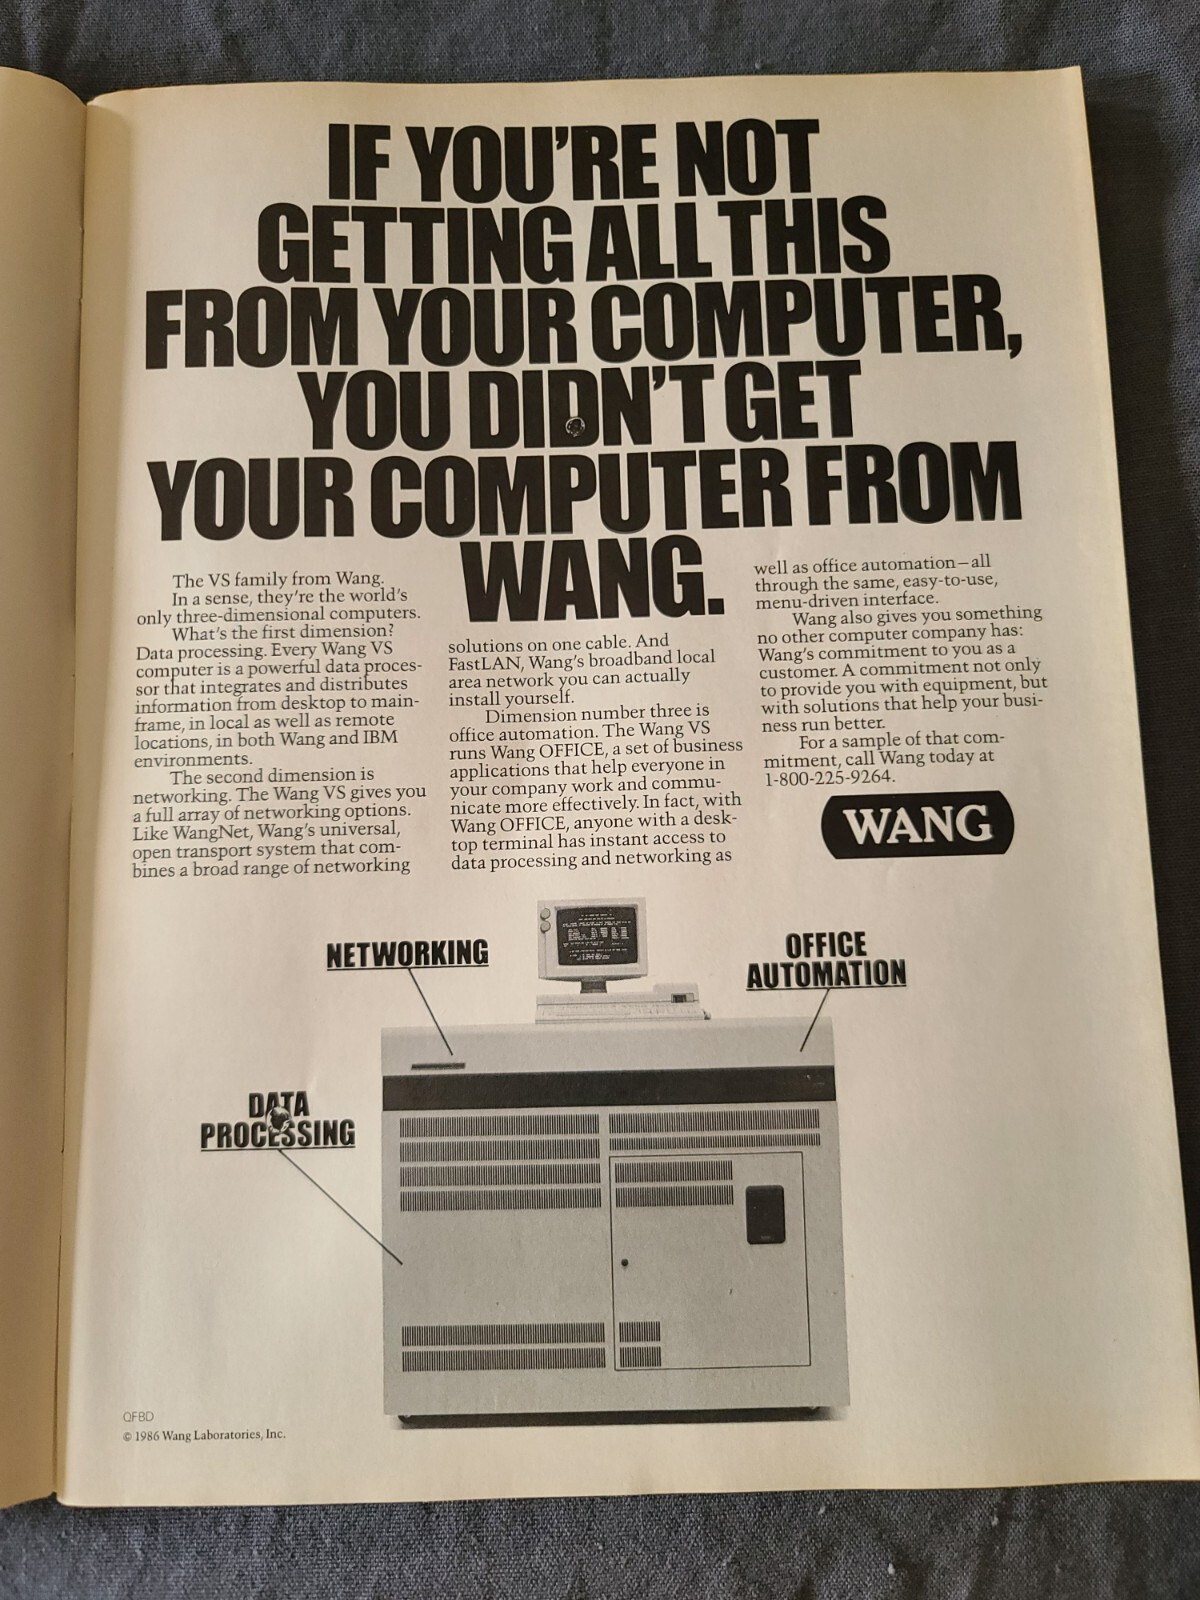 IF YOU'RE NOT
GETTING ALL THIS
FROM YOUR COMPUTER,
YOU DIDN'T GET
YOUR COMPUTER FROM
WANG.
The VS family from Wang.
In a sense, they're the world's
only three-dimensional computers.
What's the first dimension?
Data processing. Every Wang VS
computer is a powerful data proces-
sor that integrates and distributes
information from desktop to main-
frame, in local as well as remote
locations, in both Wang and IBM
environments.
The second dimension is
networking. The Wang VS gives you
a full array of networking options.
Like WangNet, Wang's universal,
open transport system that com-
bines a broad range of networking
solutions on one cable. And
FastLAN, Wang's broadband local
area network you can actually
install yourself.
Dimension number three is
office automation. The Wang VS
runs Wang OFFICE, a set of business
applications that help everyone in
your company work and commu-
nicate more effectively. In fact, with
Wang OFFICE, anyone with a desk-
top terminal has instant access to
data processing and networking as
well as office automation—all
through the same, easy-to-use,
menu-driven interface.
Wang also gives you something
no other computer company has:
Wang's commitment to you as a
customer. A commitment not only
to provide you with equipment, but
with solutions that help your busi-
ness run better.
For a sample of that com-
mitment, call Wang today at
1-800-225-9264.
WANG
NETWORKING
OFFICE
AUTOMATION
DATA
PROCESSING
QFBD
© 1986 Wang Laboratories, Inc.